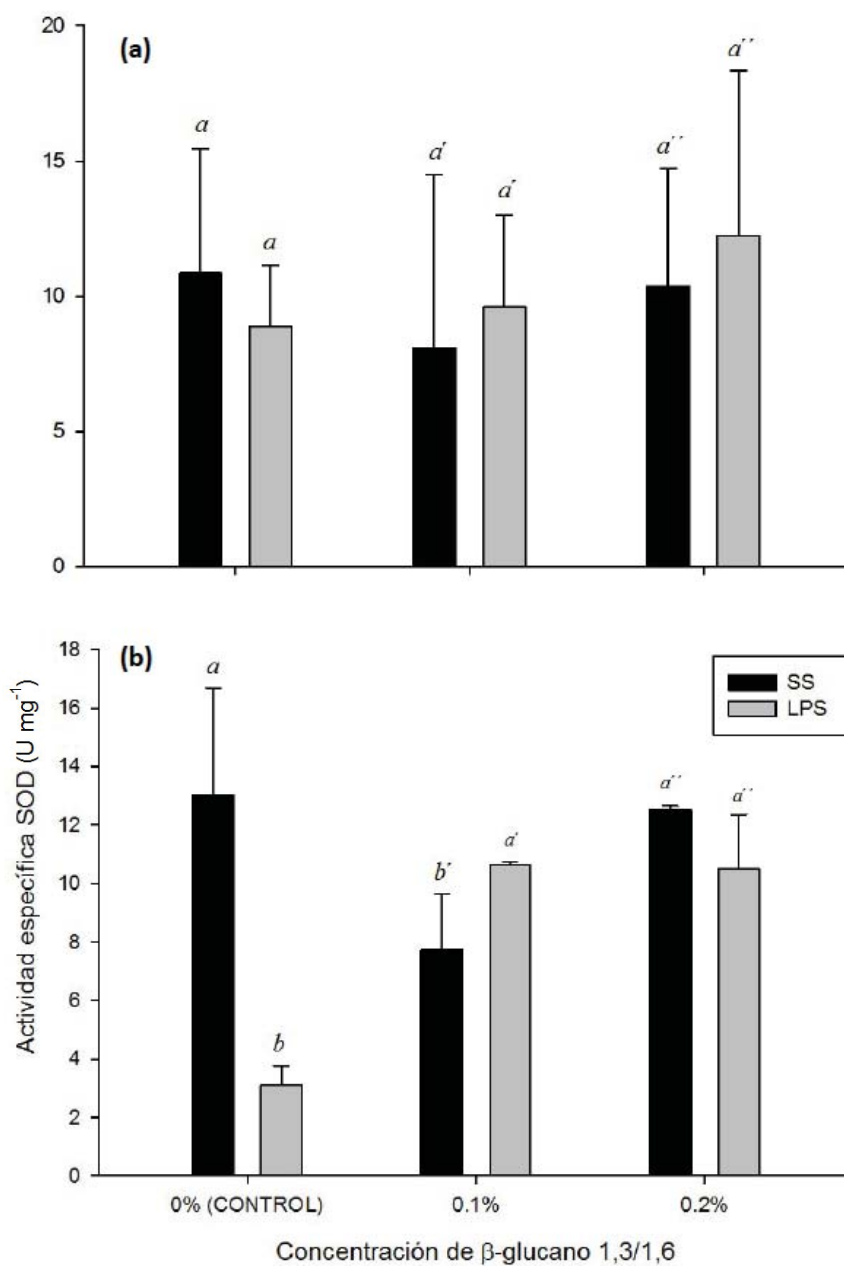 20
(a)
a
a
a′
a′
a′′
a′′
15
10
5
0
Actividad específica SOD (U mg⁻¹)
18
(b)
a
b
b′
a′
a′′
a′′
SS
LPS
16
14
12
10
8
6
4
2
0
0% (CONTROL)
0.1%
0.2%
Concentración de β-glucano 1,3/1,6